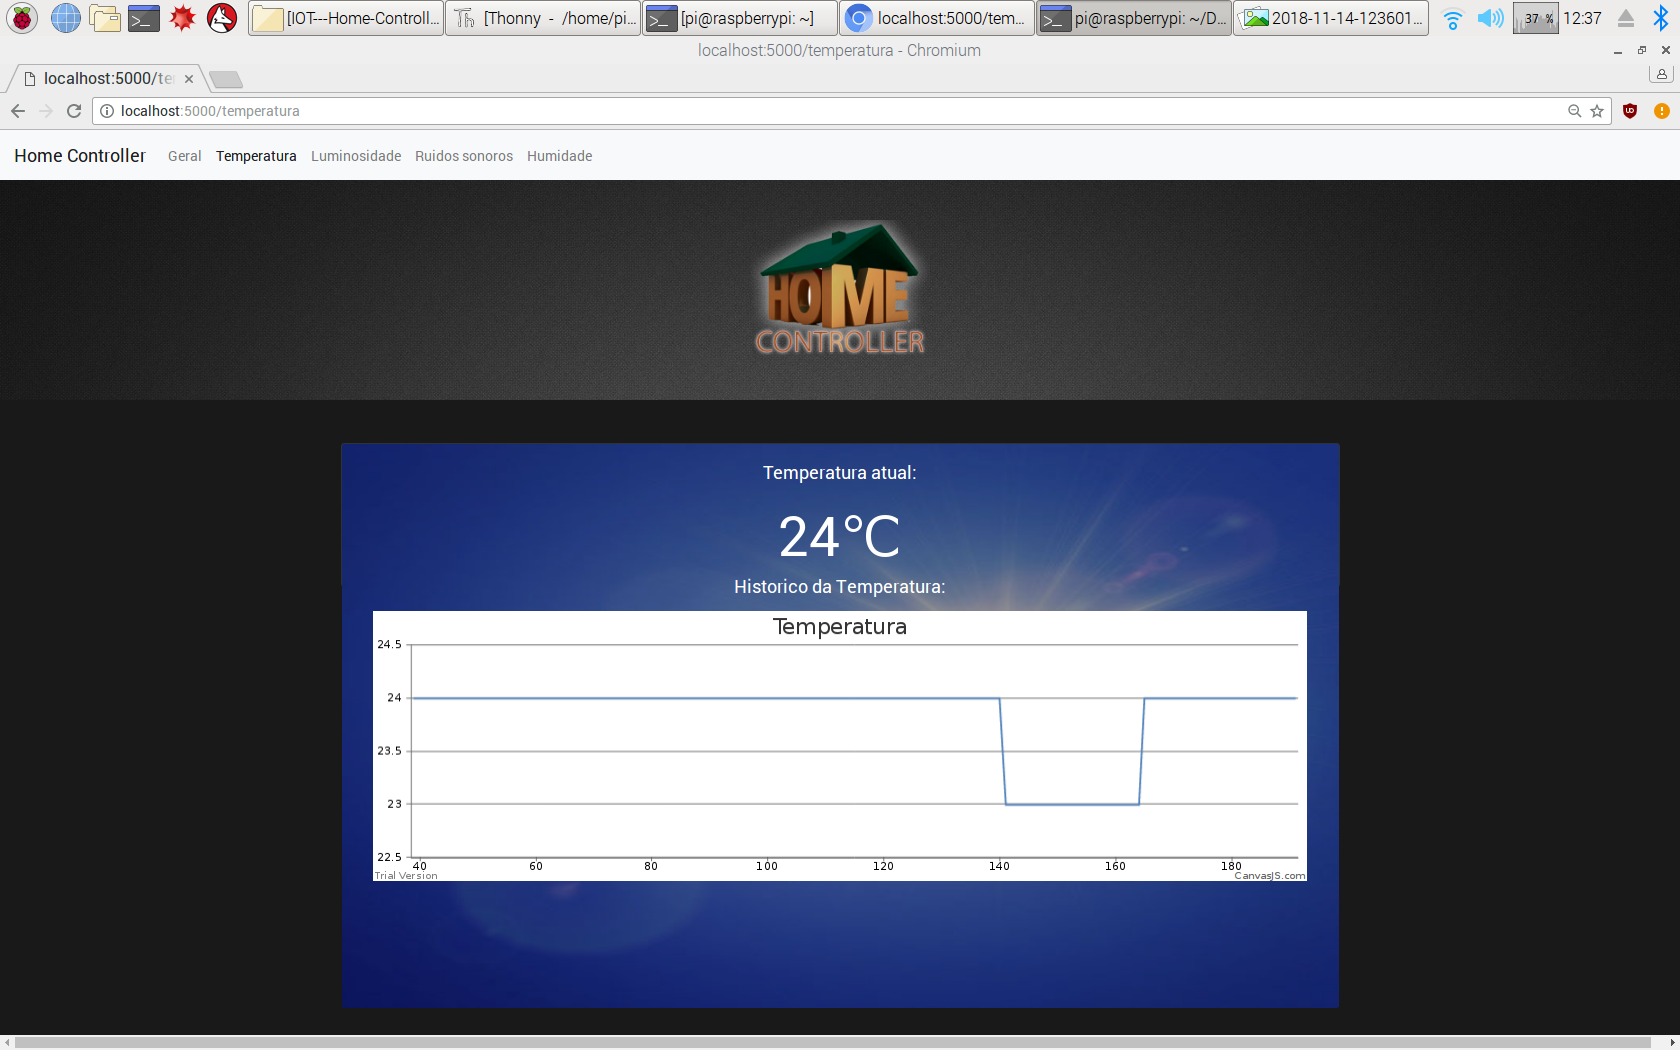 [IOT---Home-Controll... [Thonny - /home/pi... [pi@raspberrypi: ~] localhost:5000/tem... pi@raspberrypi: ~/D... 2018-11-14-123601... 37 % 12:37
localhost:5000/temperatura - Chromium
localhost:5000/te
localhost:5000/temperatura
Home Controller Geral Temperatura Luminosidade Ruidos sonoros Humidade
HOME
CONTROLLER
Temperatura atual:
24°C
Historico da Temperatura:
Temperatura
24.5
24
23.5
23
22.5
40 60 80 100 120 140 160 180
Trial Version CanvasJS.com